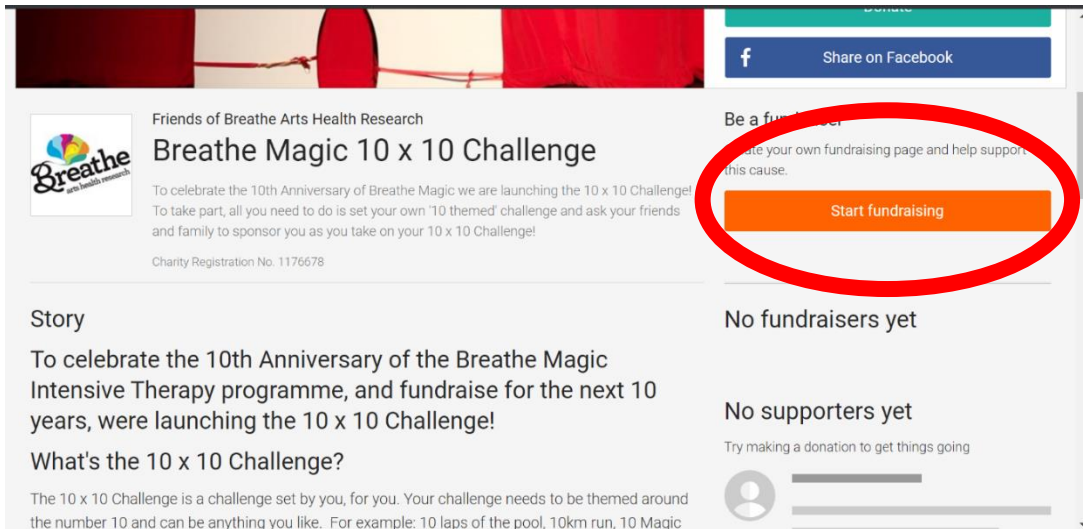 Donate
Share on Facebook
Breathe
arts health research
Friends of Breathe Arts Health Research
Breathe Magic 10 x 10 Challenge
To celebrate the 10th Anniversary of Breathe Magic we are launching the 10 x 10 Challenge!
To take part, all you need to do is set your own '10 themed' challenge and ask your friends
and family to sponsor you as you take on your 10 x 10 Challenge!
Charity Registration No. 1176678
Be a
your own fundraising page and help support
this cause.
Start fundraising
Story
To celebrate the 10th Anniversary of the Breathe Magic
Intensive Therapy programme, and fundraise for the next 10
years, were launching the 10 x 10 Challenge!
What's the 10 x 10 Challenge?
The 10 x 10 Challenge is a challenge set by you, for you. Your challenge needs to be themed around
the number 10 and can be anything you like. For example: 10 laps of the pool, 10km run, 10 Magic
No fundraisers yet
No supporters yet
Try making a donation to get things going